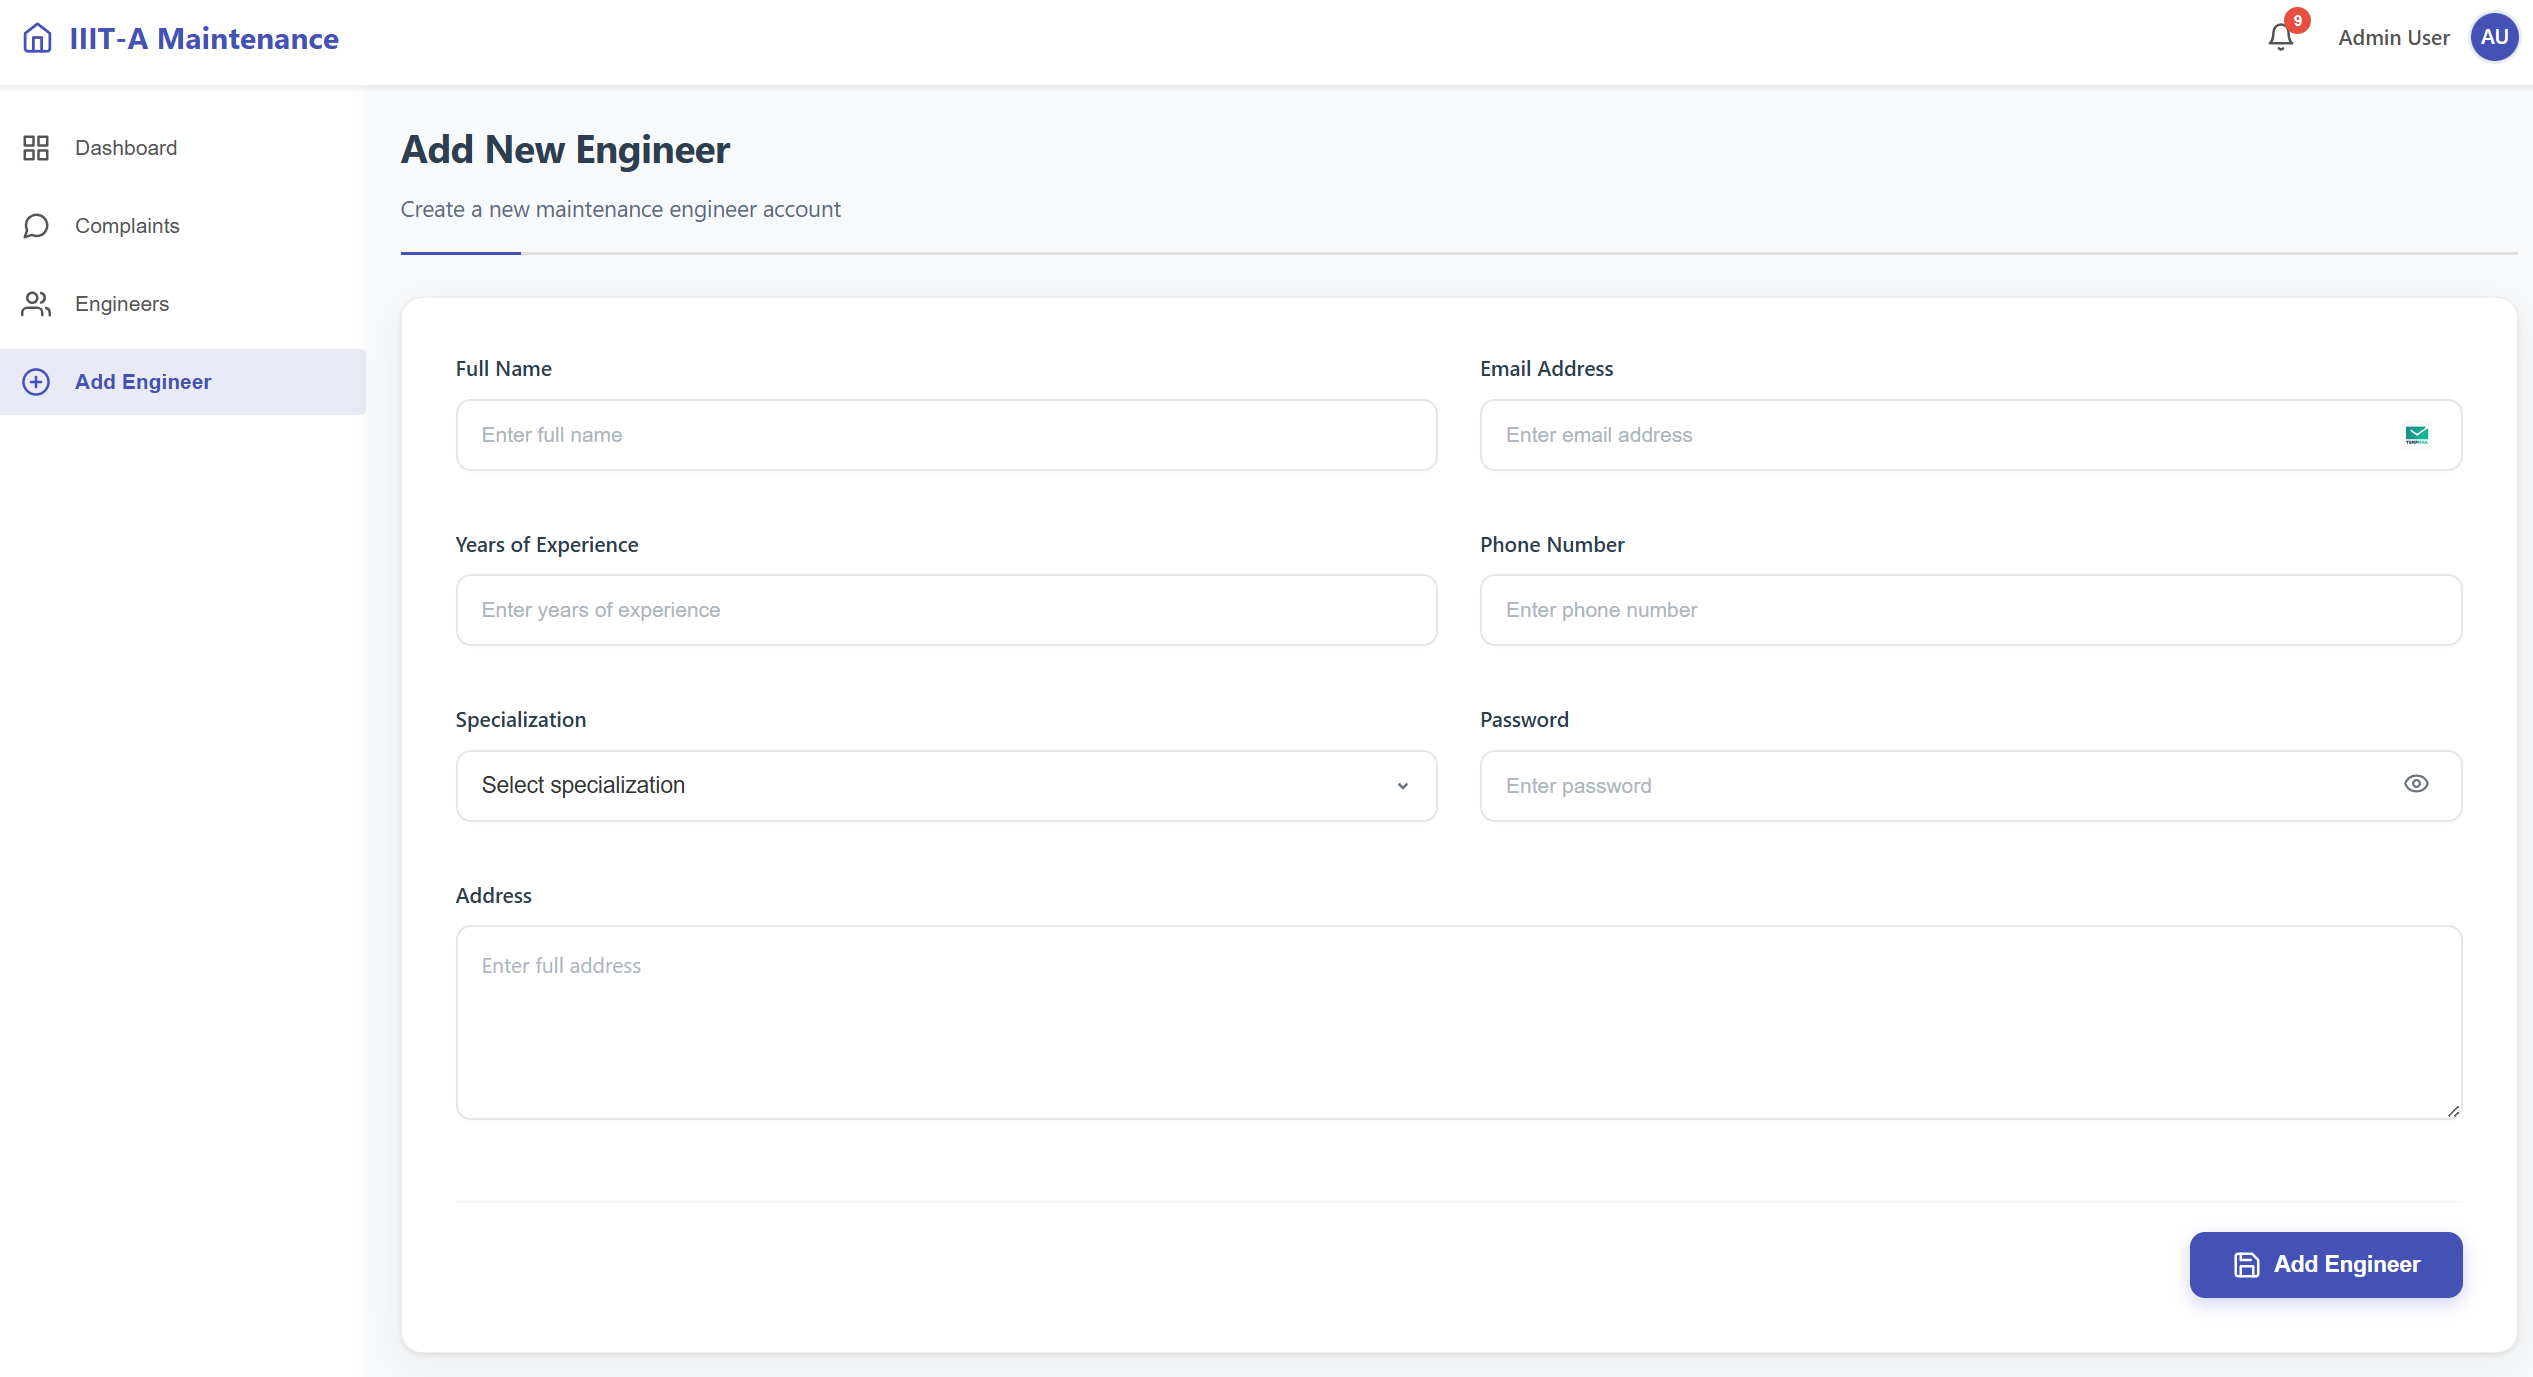 IIIT-A Maintenance
9
Admin User
AU
Dashboard
Complaints
Engineers
Add Engineer
Add New Engineer
Create a new maintenance engineer account
Full Name
Email Address
Enter full name
Enter email address
Years of Experience
Phone Number
Enter years of experience
Enter phone number
Specialization
Password
Select specialization
Enter password
Address
Enter full address
Add Engineer